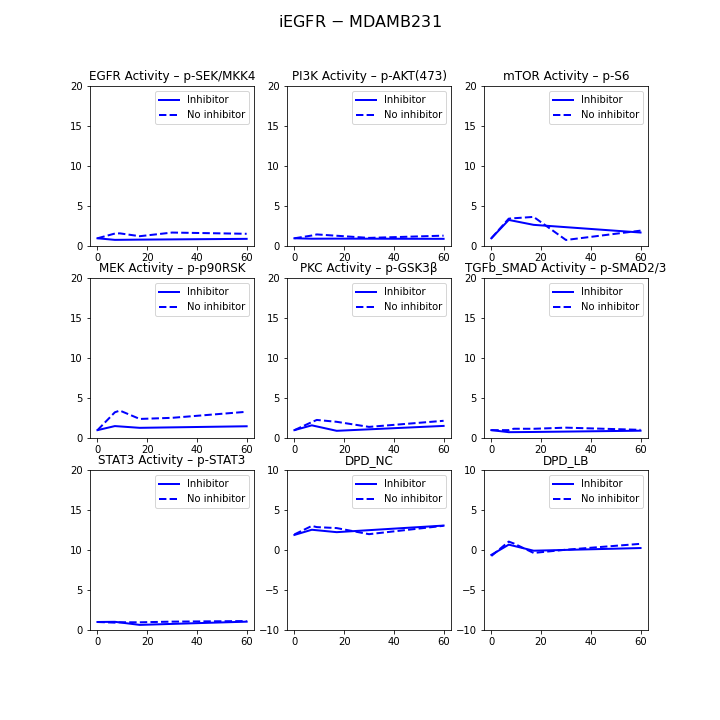 iEGFR − MDAMB231
EGFR Activity – p-SEK/MKK4
PI3K Activity – p-AKT(473)
mTOR Activity – p-S6
20
15
10
5
0
0
20
40
60
Inhibitor
No inhibitor
20
15
10
5
0
0
20
40
60
Inhibitor
No inhibitor
20
15
10
5
0
0
20
40
60
Inhibitor
No inhibitor
MEK Activity – p-p90RSK
PKC Activity – p-GSK3β
TGFb_SMAD Activity – p-SMAD2/3
20
15
10
5
0
0
20
40
60
Inhibitor
No inhibitor
20
15
10
5
0
0
20
40
60
Inhibitor
No inhibitor
20
15
10
5
0
0
20
40
60
Inhibitor
No inhibitor
STAT3 Activity – p-STAT3
DPD_NC
DPD_LB
20
15
10
5
0
0
20
40
60
Inhibitor
No inhibitor
10
5
0
−5
−10
0
20
40
60
Inhibitor
No inhibitor
10
5
0
−5
−10
0
20
40
60
Inhibitor
No inhibitor